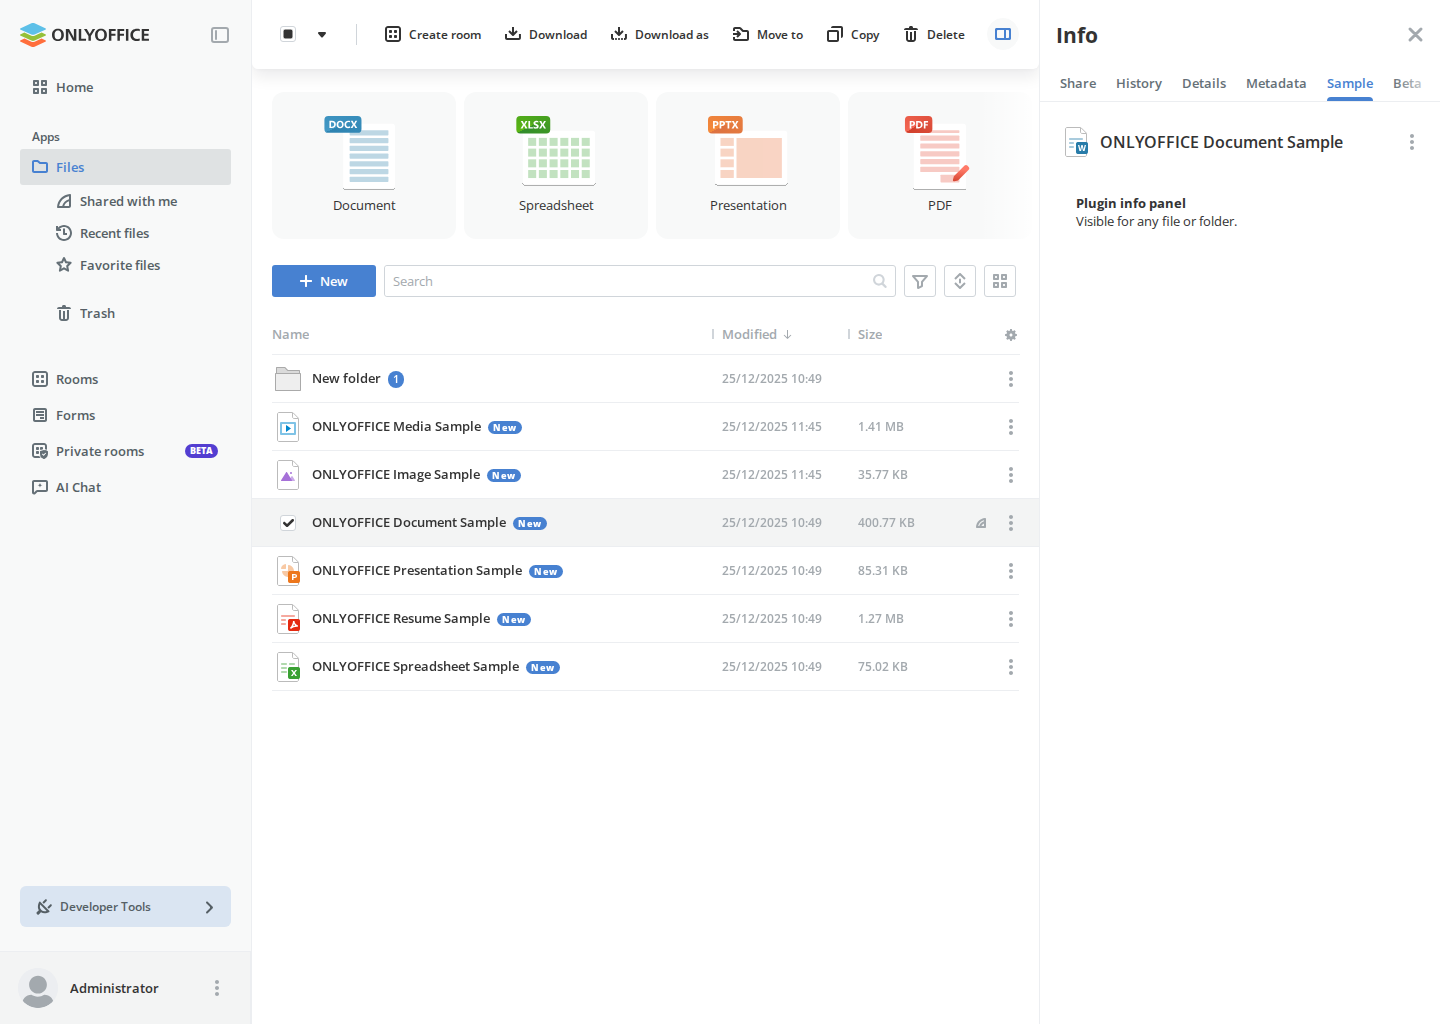 ONLYOFFICE
Home
Apps
Files
Shared with me
Recent files
Favorite files
Trash
Rooms
Forms
Private rooms BETA
AI Chat
Developer Tools
Administrator
Create room Download Download as Move to Copy Delete
DOCX XLSX PPTX PDF
Document Spreadsheet Presentation PDF
New Search
Name Modified Size
New folder 1 25/12/2025 10:49
ONLYOFFICE Media Sample New 25/12/2025 11:45 1.41 MB
ONLYOFFICE Image Sample New 25/12/2025 11:45 35.77 KB
ONLYOFFICE Document Sample New 25/12/2025 10:49 400.77 KB
P ONLYOFFICE Presentation Sample New 25/12/2025 10:49 85.31 KB
ONLYOFFICE Resume Sample New 25/12/2025 10:49 1.27 MB
X ONLYOFFICE Spreadsheet Sample New 25/12/2025 10:49 75.02 KB
Info
Share History Details Metadata Sample Beta
W ONLYOFFICE Document Sample
Plugin info panel
Visible for any file or folder.